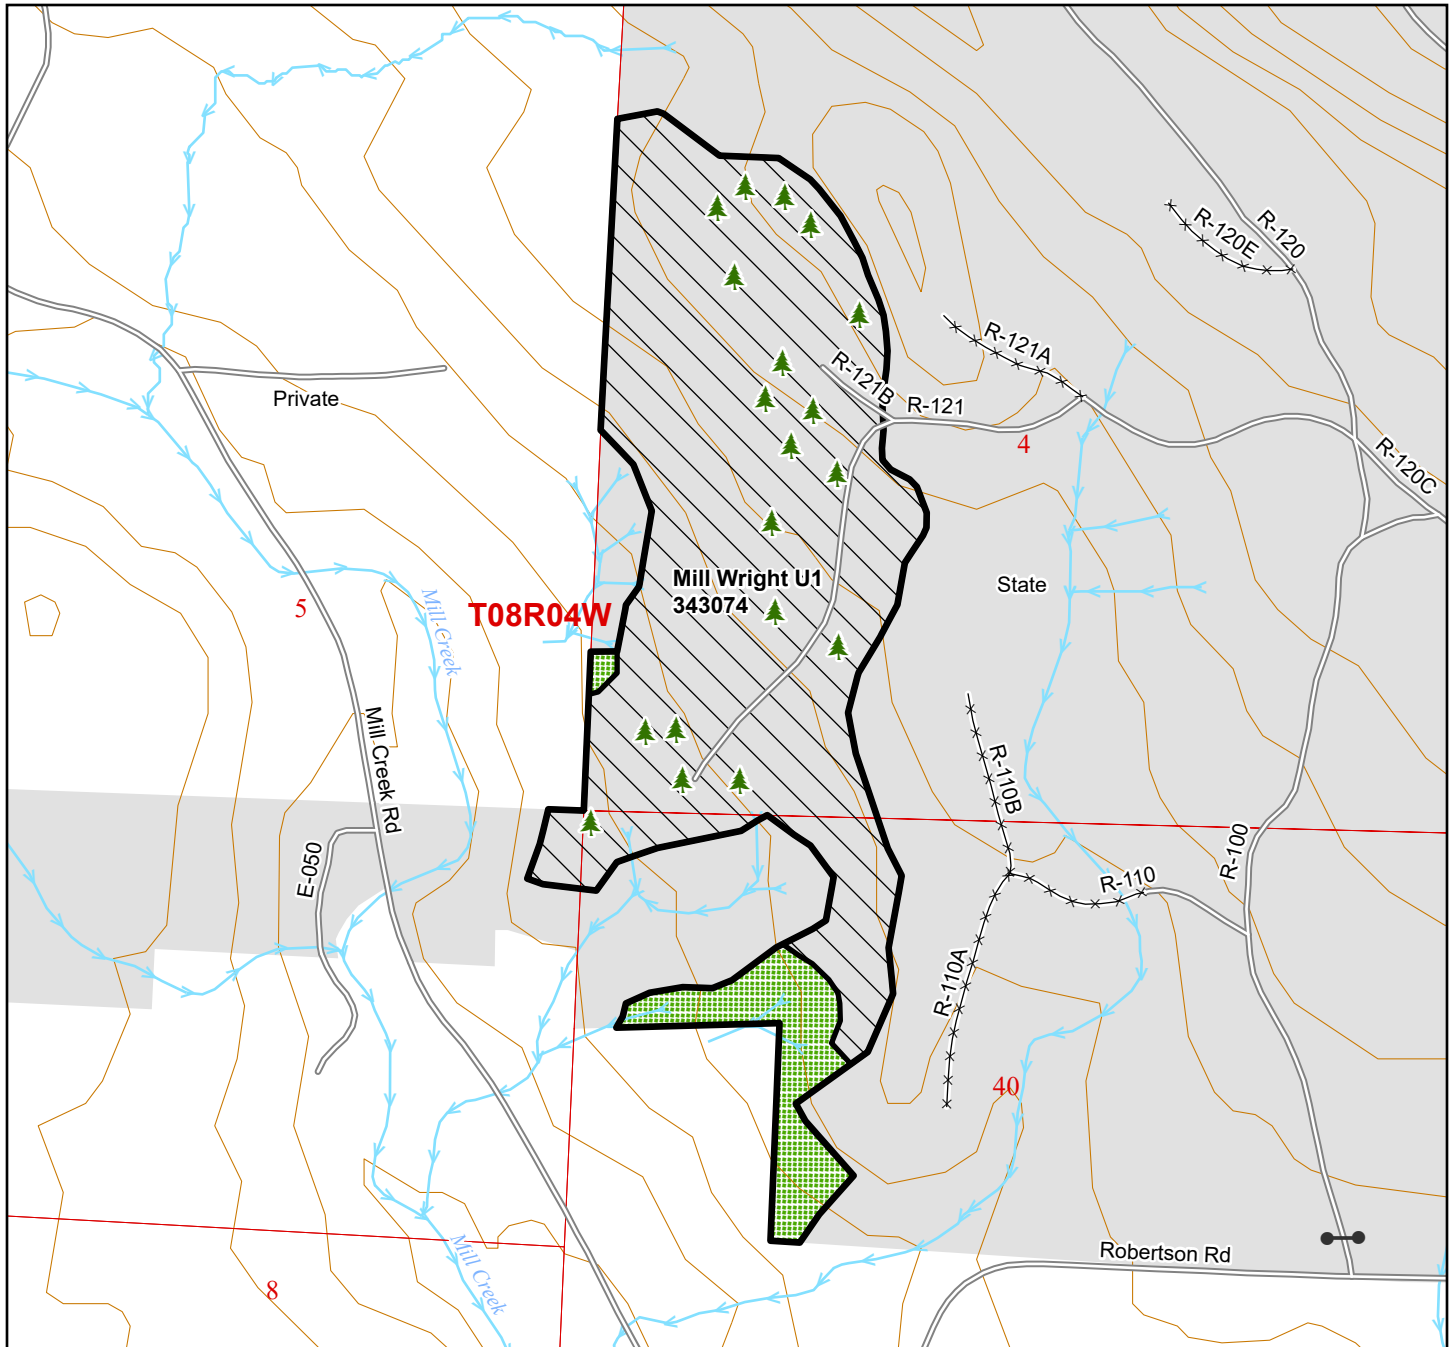 R-120
R-120E
R-121A
Private
R-121B
R-121
4
R-120C
Mill Wright U1
343074
State
5
T08R04W
Mill Creek
Mill Creek Rd
R-110B
R-100
E-050
R-110
R-110A
40
Mill Creek
Robertson Rd
8